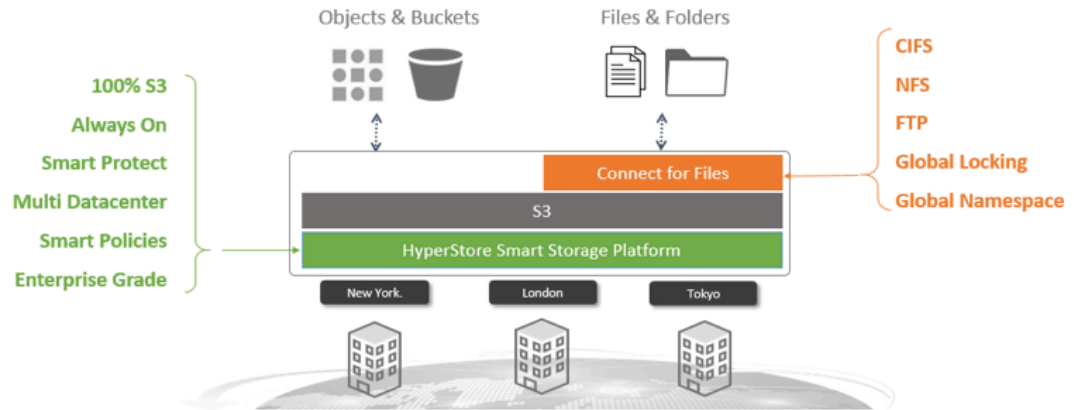 Objects & Buckets
Files & Folders
100% S3
Always On
Smart Protect
Multi Datacenter
Smart Policies
Enterprise Grade
CIFS
NFS
FTP
Global Locking
Global Namespace
Connect for Files
S3
HyperStore Smart Storage Platform
New York.
London
Tokyo